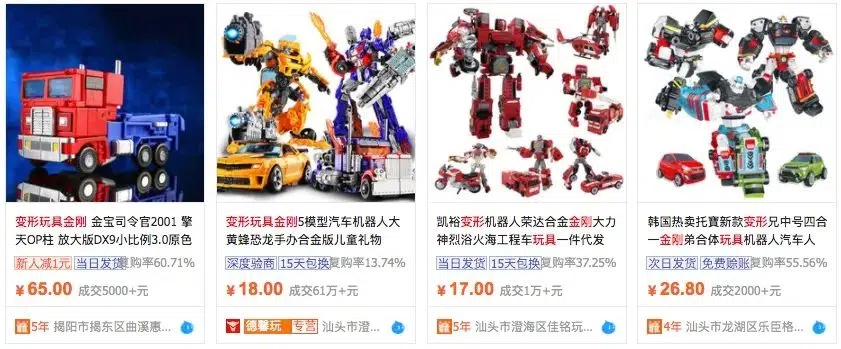 变形玩具金刚 金宝司令官2001 擎
天OP柱 放大版DX9小比例3.0原色
新人减1元 当日发货 复购率60.71%
¥65.00 成交5000+元
5年 揭阳市揭东区曲溪惠...
变形玩具金刚5模型汽车机器人大
黄蜂恐龙手办合金版儿童礼物
深度验商 15天包换 复购率13.74%
¥18.00 成交61万+元
德馨玩 专营 汕头市澄...
凯裕变形机器人荣达合金金刚大力
神烈浴火海工程车玩具一件代发
当日发货 15天包换 复购率37.25%
¥17.00 成交1万+元
5年 汕头市澄海区佳铭玩...
韩国热卖托寶新款变形兄中号四合
一金刚弟合体玩具机器人汽车人
次日发货 免费赊账 复购率55.56%
¥26.80 成交2000+元
4年 汕头市龙湖区乐臣格...